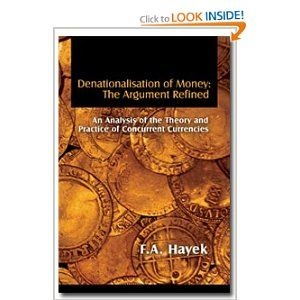 Click to LOOK INSIDE!
Denationalisation of Money:
The Argument Refined
An Analysis of the Theory and
Practice of Concurrent Currencies
F.A. Hayek